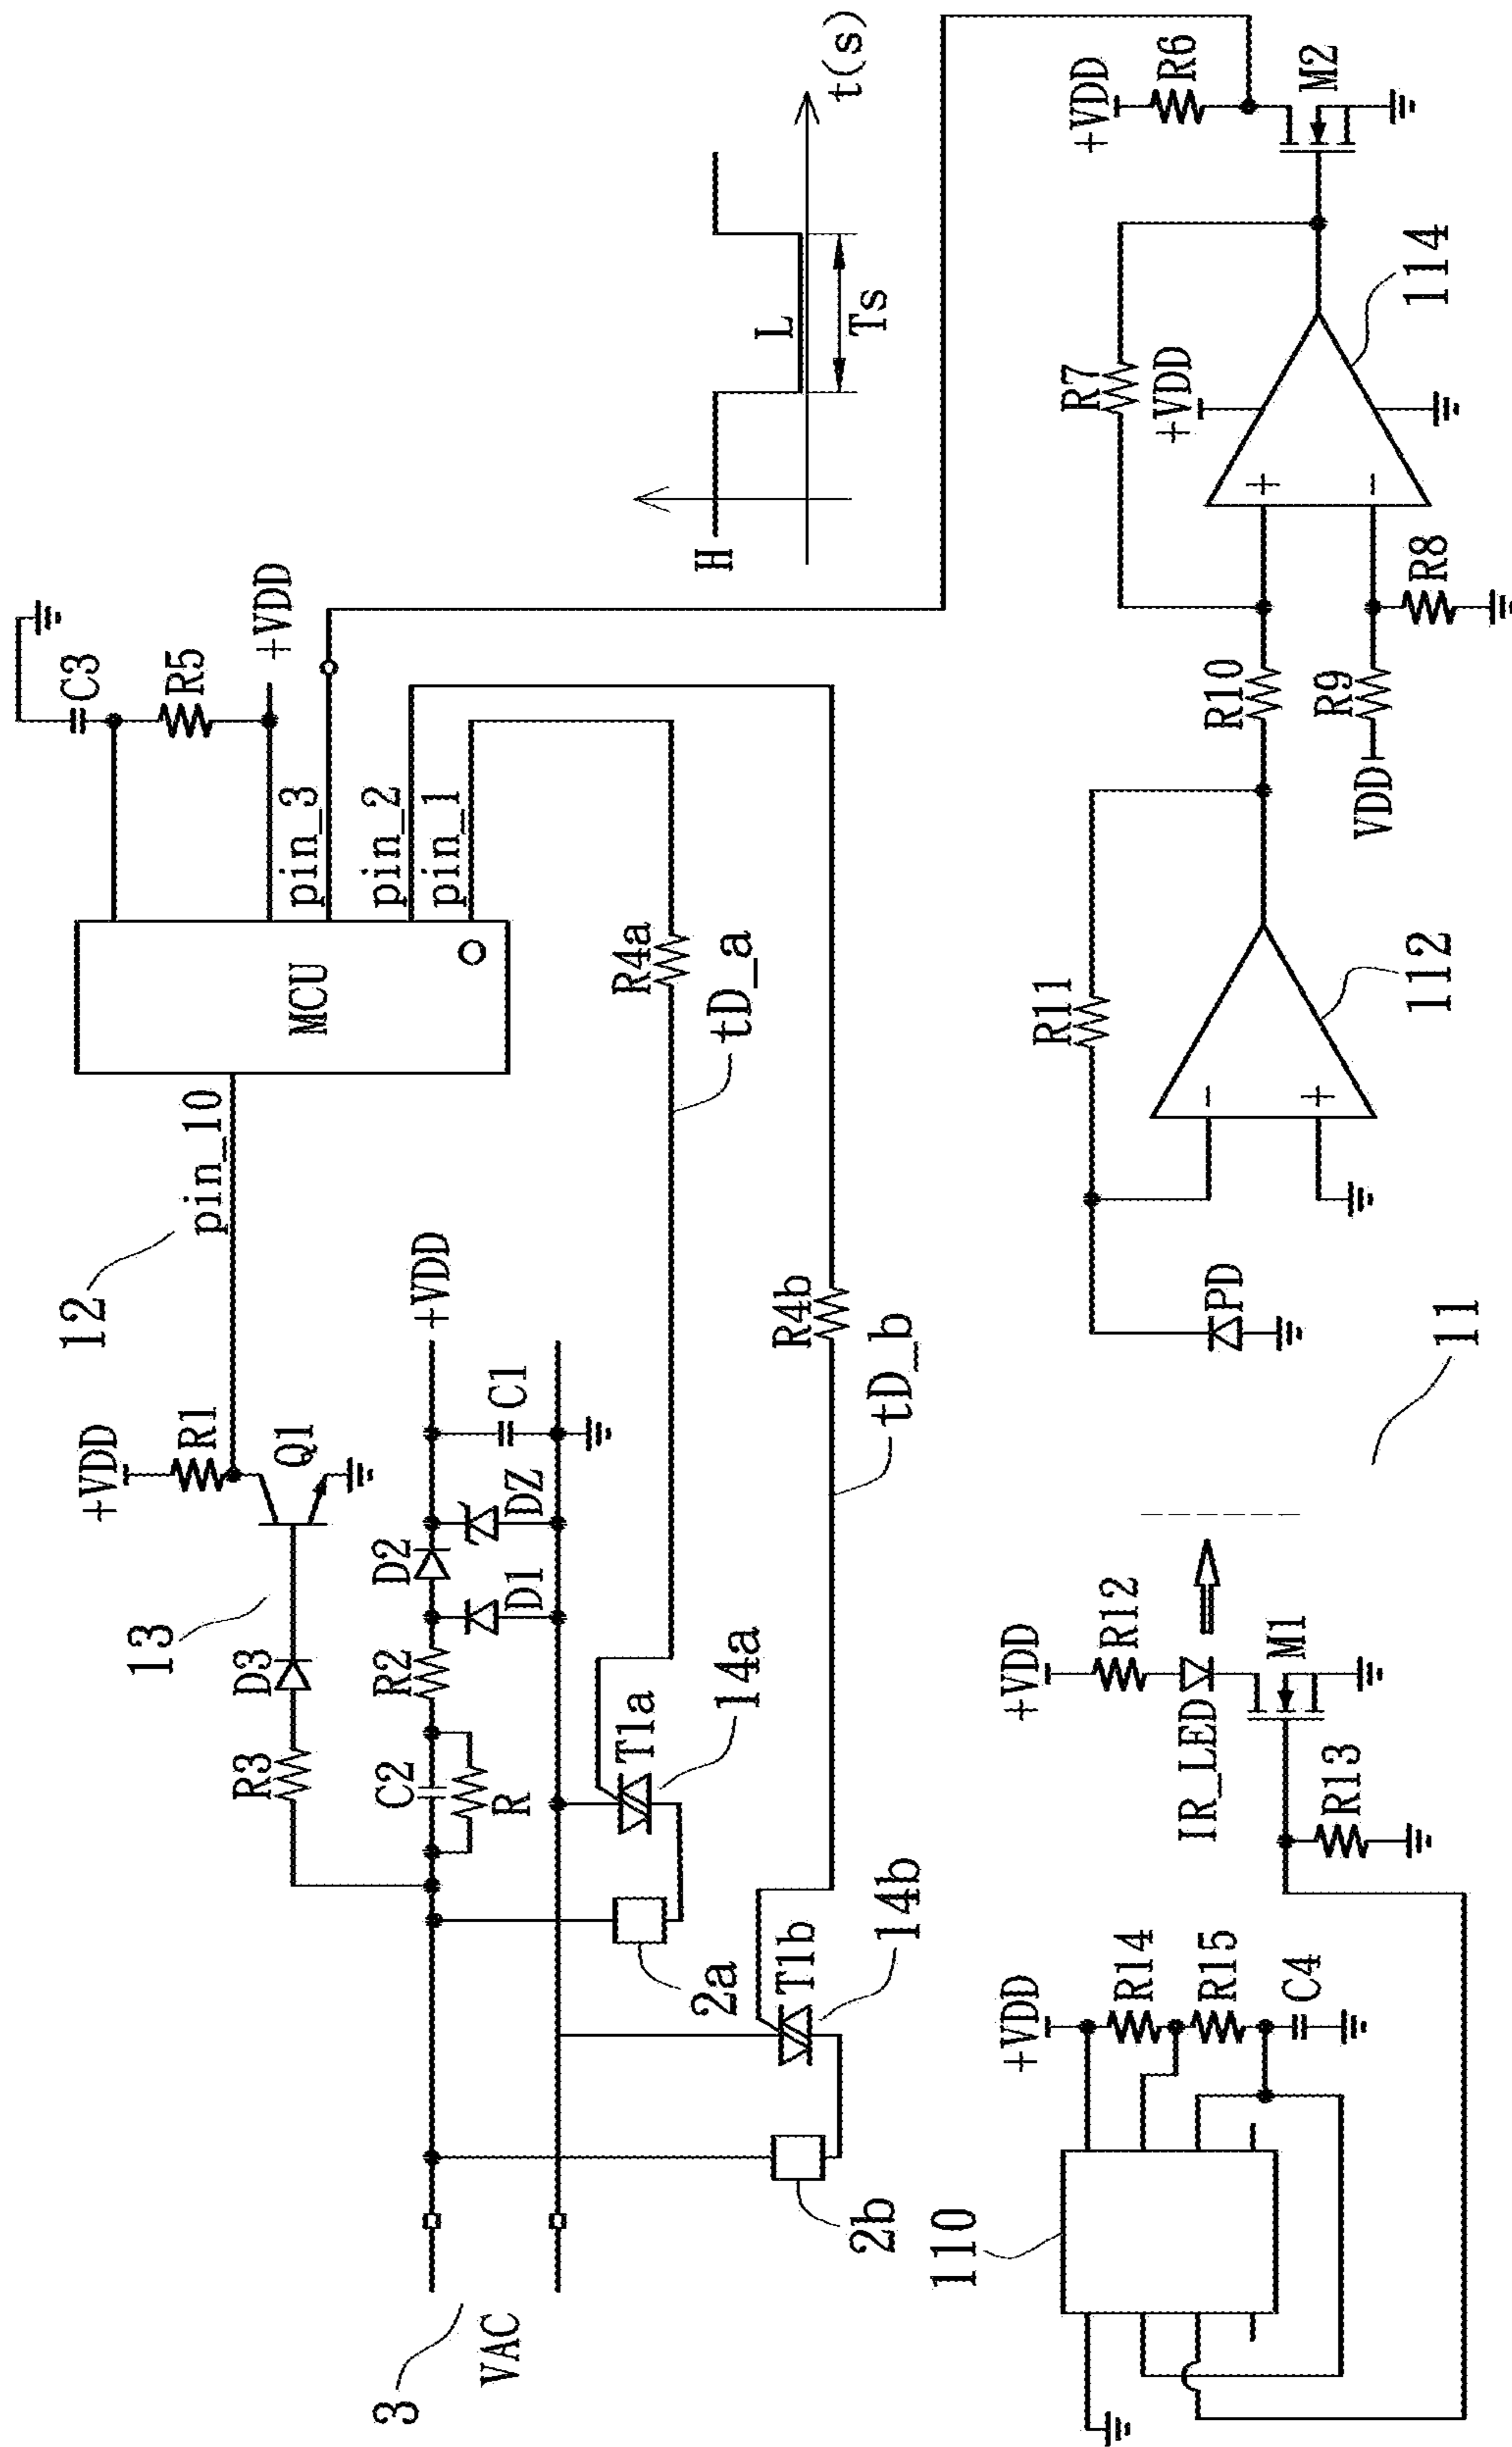 12
pin_10
MCU
C3
R5
+VDD
pin_3
pin_2
pin_1
+VDD
R1
Q1
13
D3
R3
3
VAC
C2
R
R2
D2
D1
DZ
C1
+VDD
2a
T1a
14a
R4a
tD_a
2b
T1b
14b
R4b
tD_b
H
L
Ts
t(s)
110
+VDD
R14
R15
C4
+VDD
R12
IR_LED
M1
R13
11
PD
R11
112
R10
R9
VDD
R8
R7
+VDD
114
+VDD
R6
M2
-
+
+
-